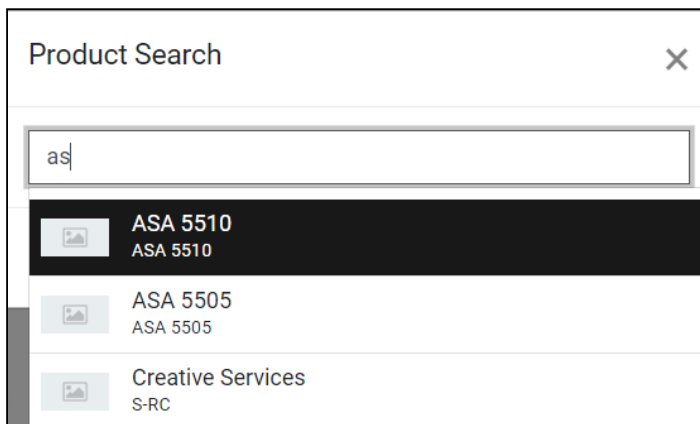 Product Search
as
ASA 5510
ASA 5510
ASA 5505
ASA 5505
Creative Services
S-RC